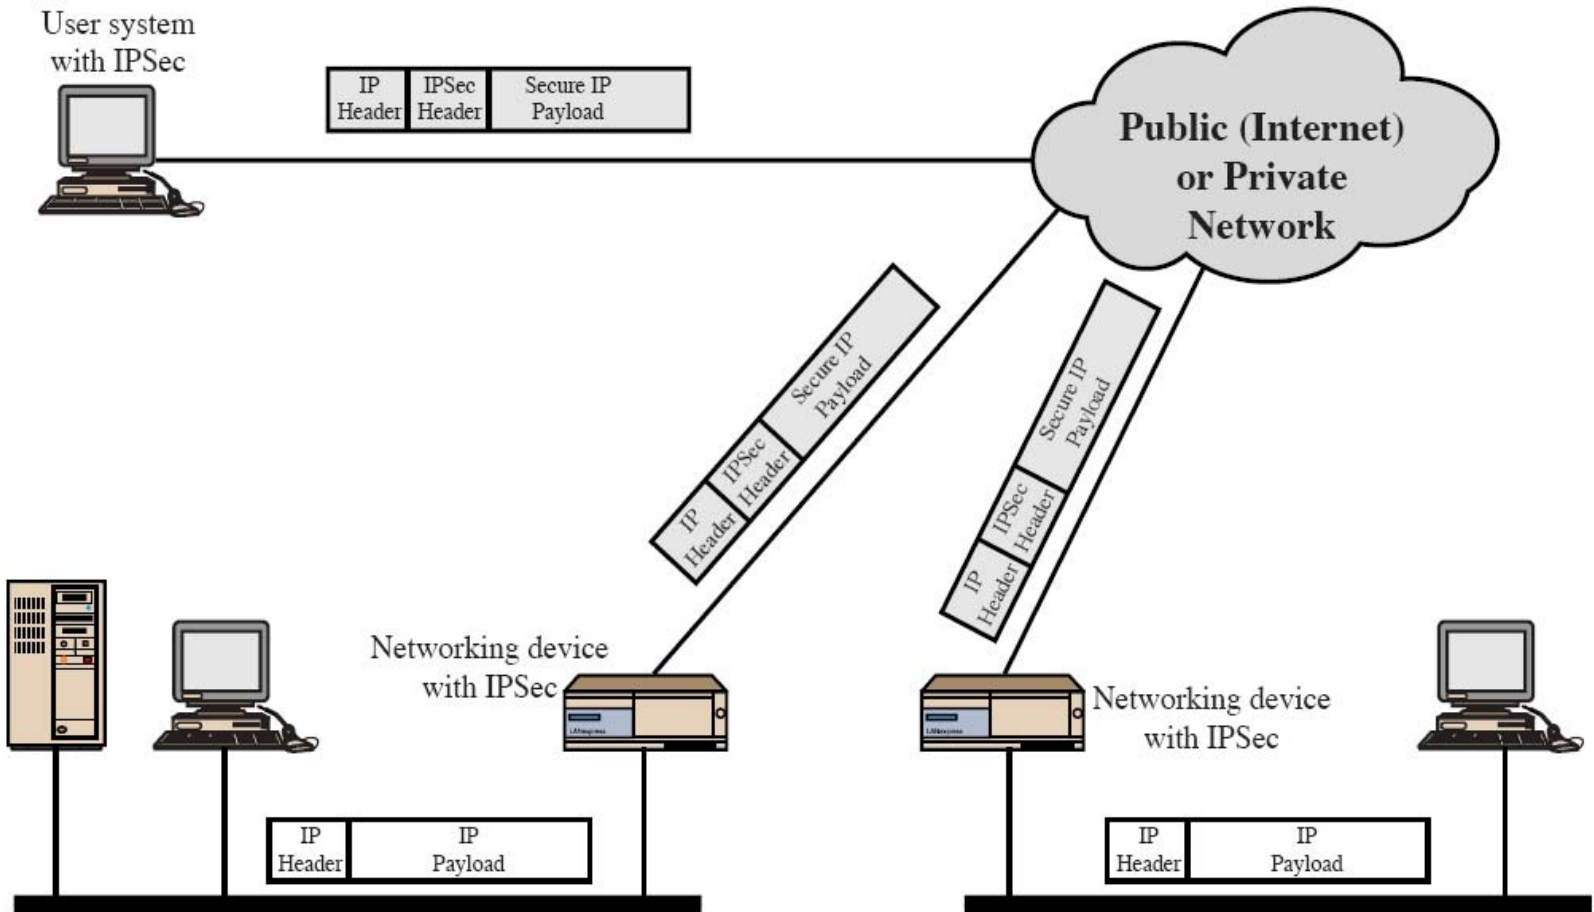 User system
with IPSec
IP
Header
IPSec
Header
Secure IP
Payload
Public (Internet)
or Private
Network
Secure IP
Payload
IPSec
Header
IP
Header
Secure IP
Payload
IPSec
Header
IP
Header
Networking device
with IPSec
Networking device
with IPSec
IP
Header
IP
Payload
IP
Header
IP
Payload